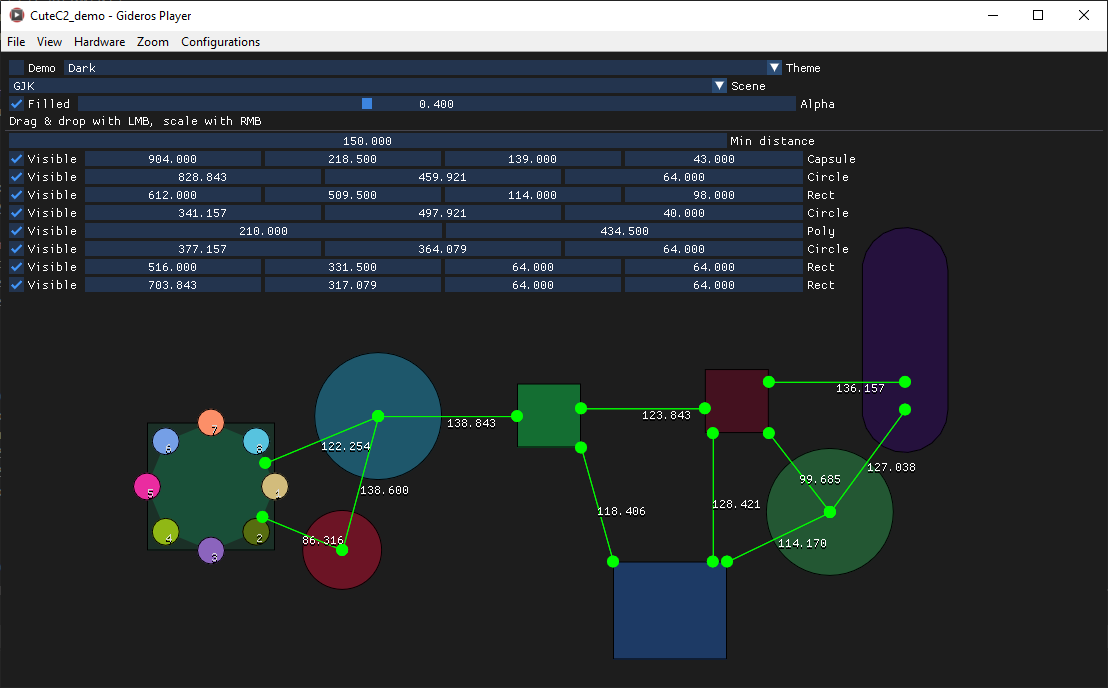 CuteC2_demo - Gideros Player
File View Hardware Zoom Configurations
Demo Dark Theme
GJK Scene
Filled 0.400 Alpha
Drag & drop with LMB, scale with RMB
150.000 Min distance
Visible 904.000 218.500 139.000 43.000 Capsule
Visible 828.843 459.921 64.000 Circle
Visible 612.000 509.500 114.000 98.000 Rect
Visible 341.157 497.921 40.000 Circle
Visible 210.000 434.500 Poly
Visible 377.157 364.079 64.000 Circle
Visible 516.000 331.500 64.000 64.000 Rect
Visible 703.843 317.079 64.000 64.000 Rect
136.157
123.843
138.843
7
6
8
122.254
127.038
99.685
5
1
138.600
128.421
118.406
4
2
86.316
114.170
3